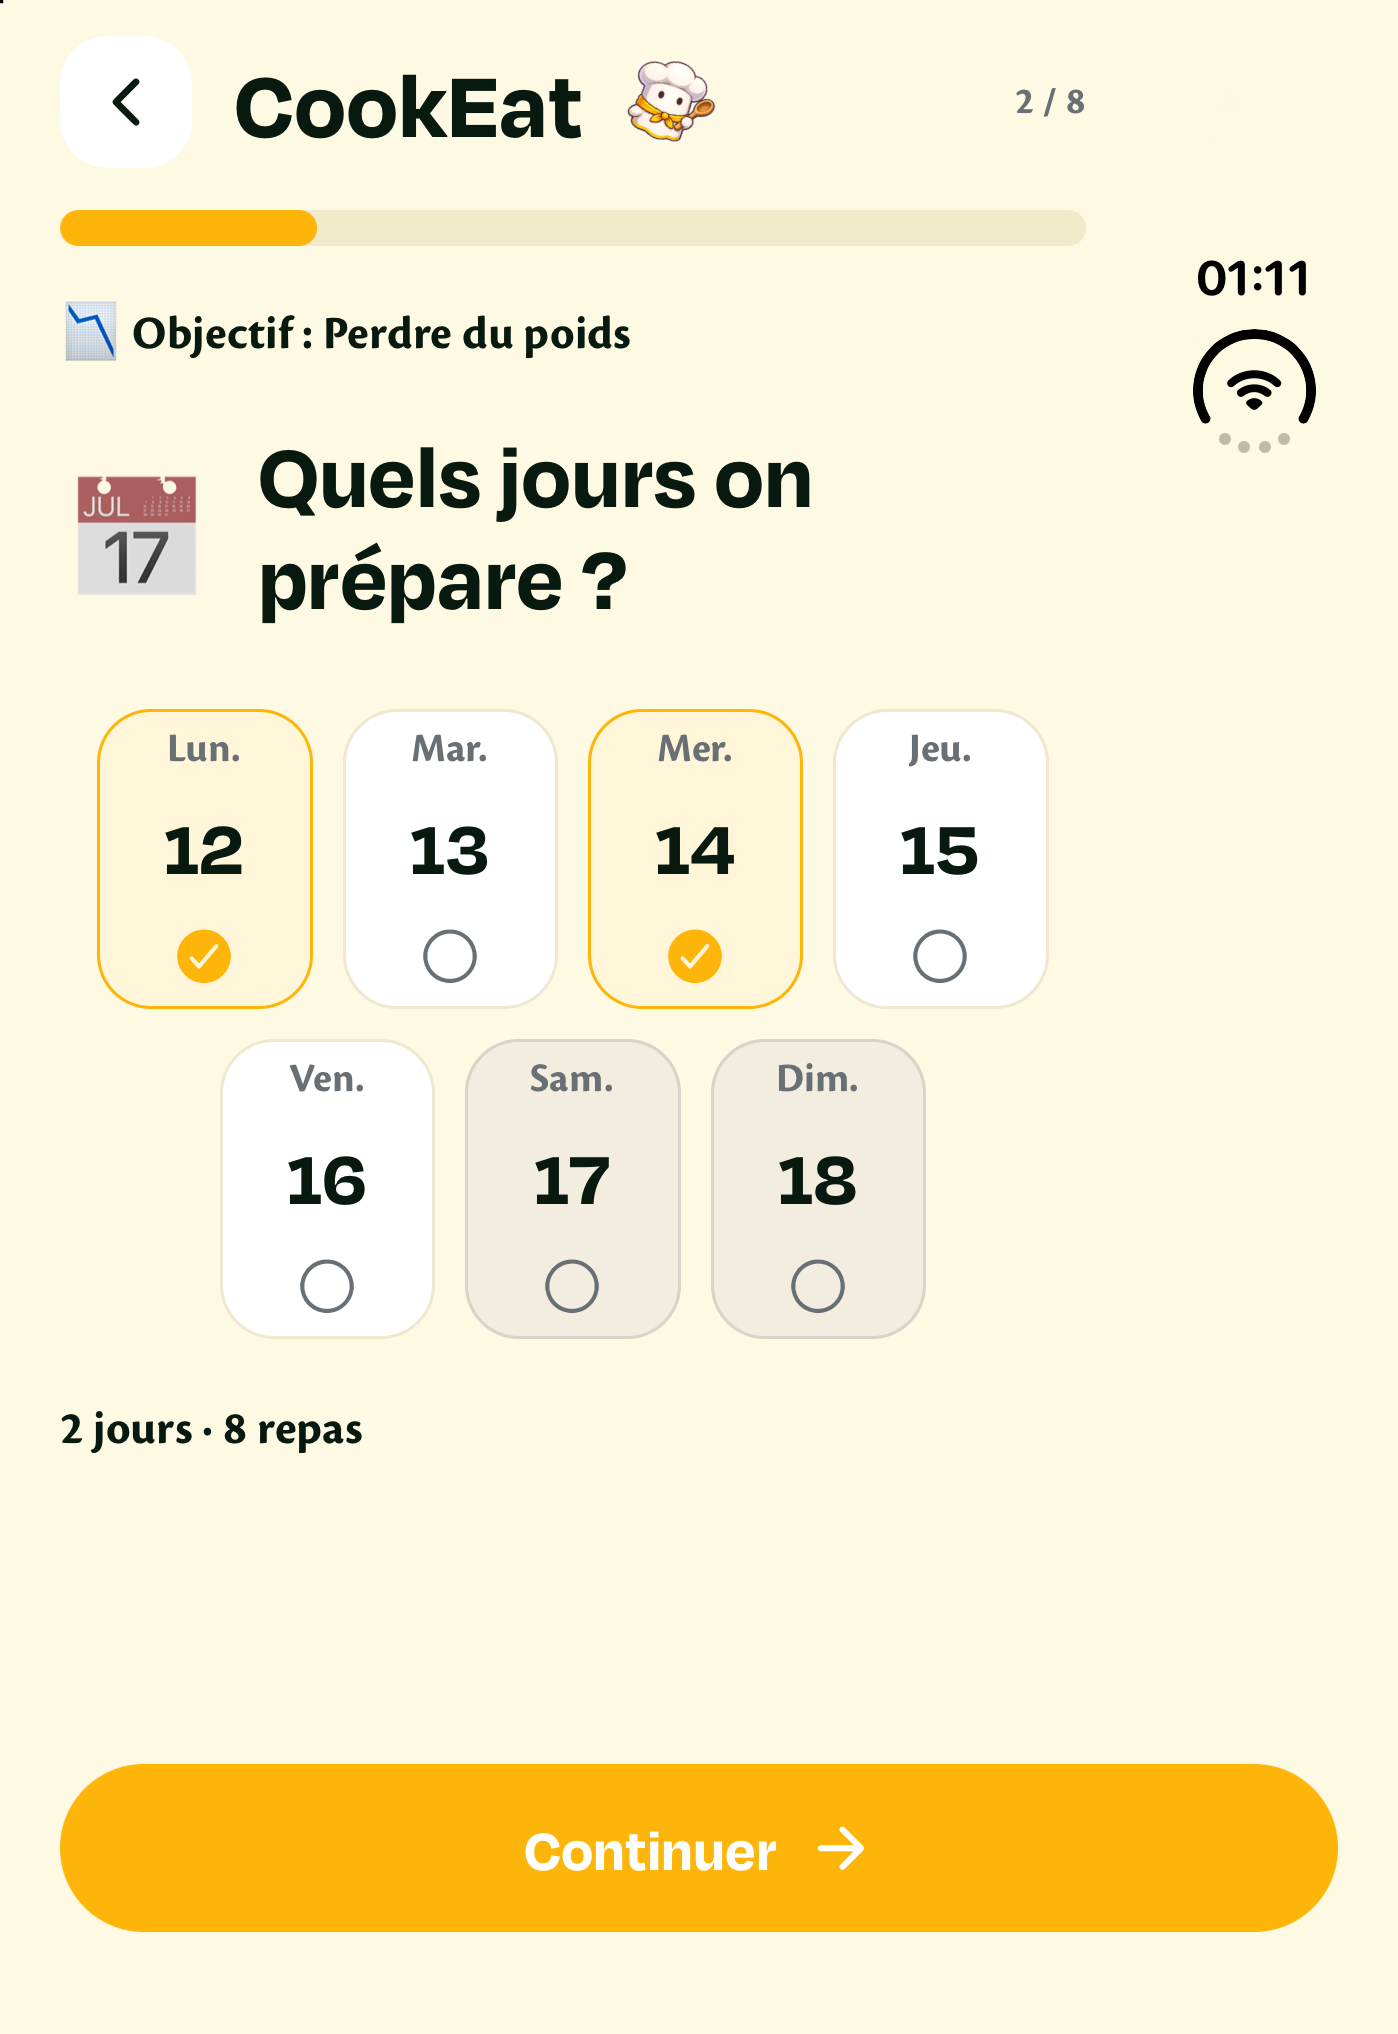 CookEat
2 / 8
01:11
Objectif : Perdre du poids
JUL
17
Quels jours on
prépare ?
Lun.
Mar.
Mer.
Jeu.
12
13
14
15
Ven.
Sam.
Dim.
16
17
18
2 jours · 8 repas
Continuer →